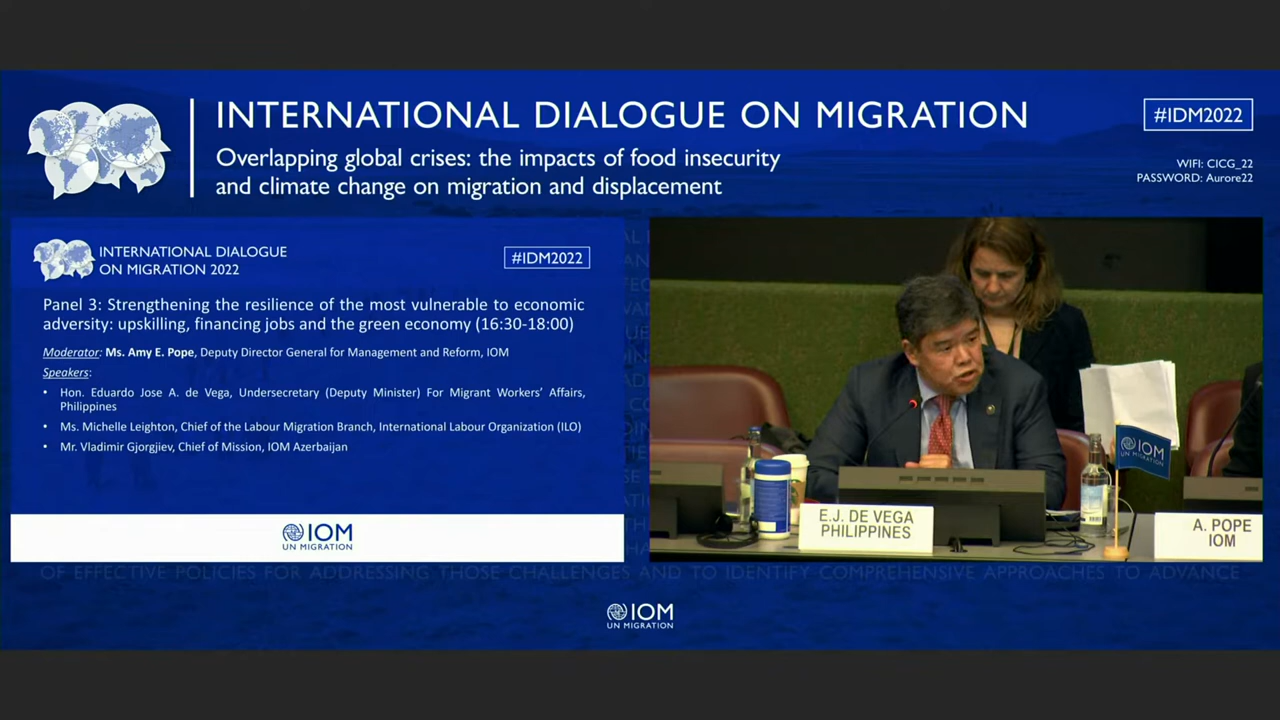 INTERNATIONAL DIALOGUE ON MIGRATION
Overlapping global crises: the impacts of food insecurity
and climate change on migration and displacement
#IDM2022
WIFI: CICG_22
PASSWORD: Aurore22
INTERNATIONAL DIALOGUE
ON MIGRATION 2022
#IDM2022
Panel 3: Strengthening the resilience of the most vulnerable to economic
adversity: upskilling, financing jobs and the green economy (16:30-18:00)
Moderator: Ms. Amy E. Pope, Deputy Director General for Management and Reform, IOM
Speakers:
• Hon. Eduardo Jose A. de Vega, Undersecretary (Deputy Minister) For Migrant Workers' Affairs,
Philippines
• Ms. Michelle Leighton, Chief of the Labour Migration Branch, International Labour Organization (ILO)
• Mr. Vladimir Gjorgjiev, Chief of Mission, IOM Azerbaijan
IOM
UN MIGRATION
IOM
UN MIGRATION
E.J. DE VEGA
PHILIPPINES
A. POPE
IOM
OF EFFECTIVE POLICIES FOR ADDRESSING THOSE CHALLENGES AND TO IDENTIFY COMPREHENSIVE APPROACHES TO ADVANCE
IOM
UN MIGRATION